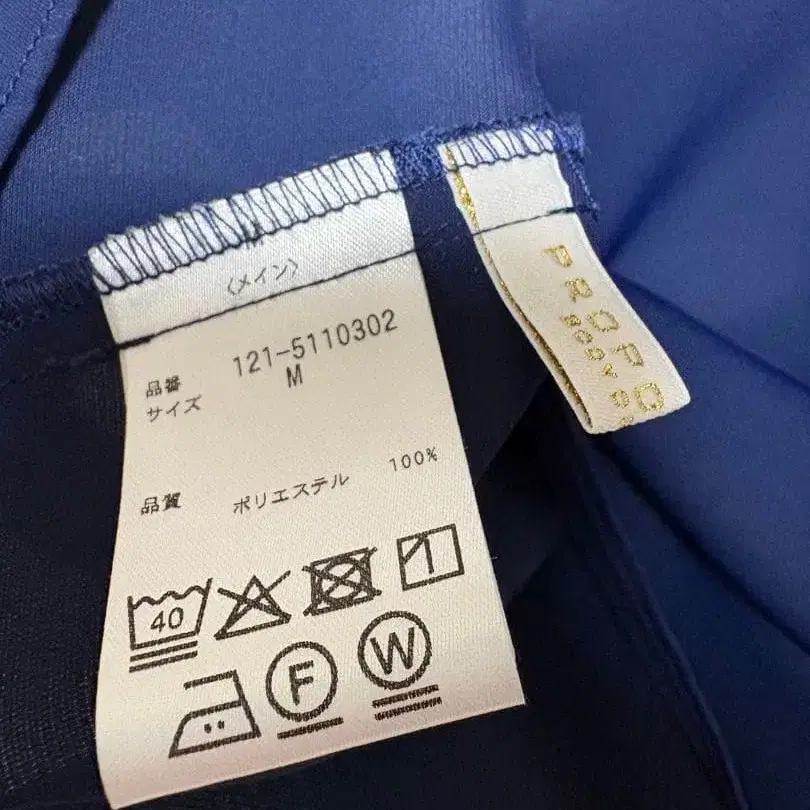 〈メイン〉
品番 121-5110302
サイズ M
品質 ポリエステル 100%
40
F
W
PROPO